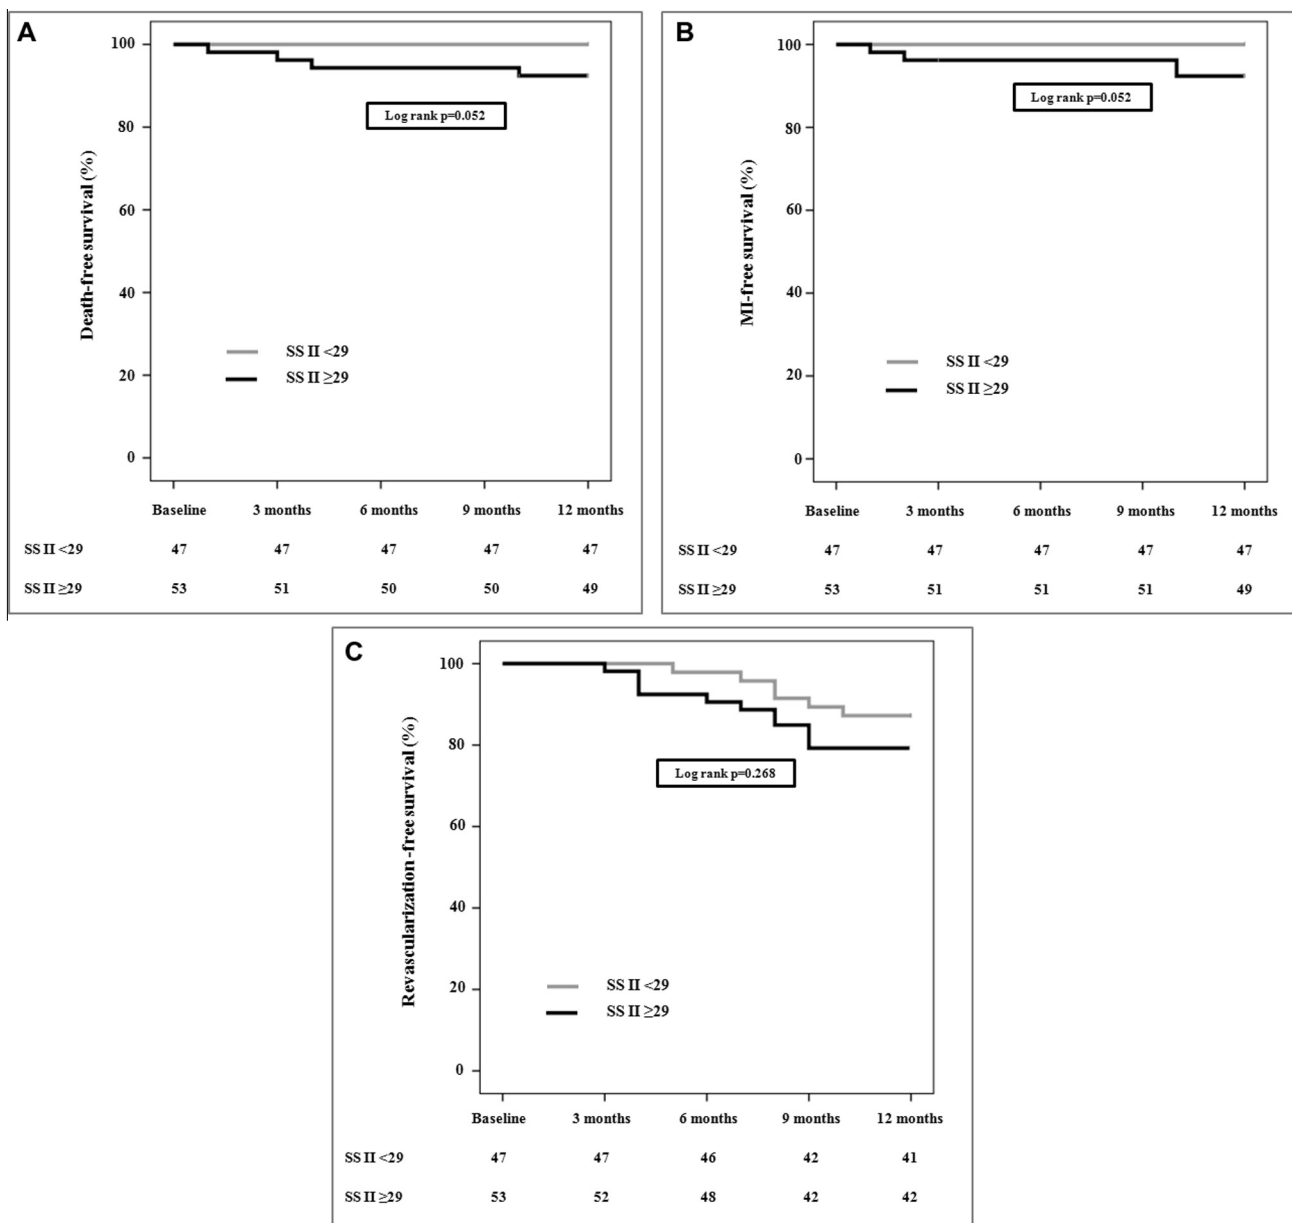 A
100
80
60
40
20
0
Death-free survival (%)
Log rank p=0.052
SS II <29
SS II ≥29
Baseline 3 months 6 months 9 months 12 months
SS II <29 47 47 47 47 47
SS II ≥29 53 51 50 50 49
B
100
80
60
40
20
0
MI-free survival (%)
Log rank p=0.052
SS II <29
SS II ≥29
Baseline 3 months 6 months 9 months 12 months
SS II <29 47 47 47 47 47
SS II ≥29 53 51 51 51 49
C
100
80
60
40
20
0
Revascularization-free survival (%)
Log rank p=0.268
SS II <29
SS II ≥29
Baseline 3 months 6 months 9 months 12 months
SS II <29 47 47 46 42 41
SS II ≥29 53 52 48 42 42